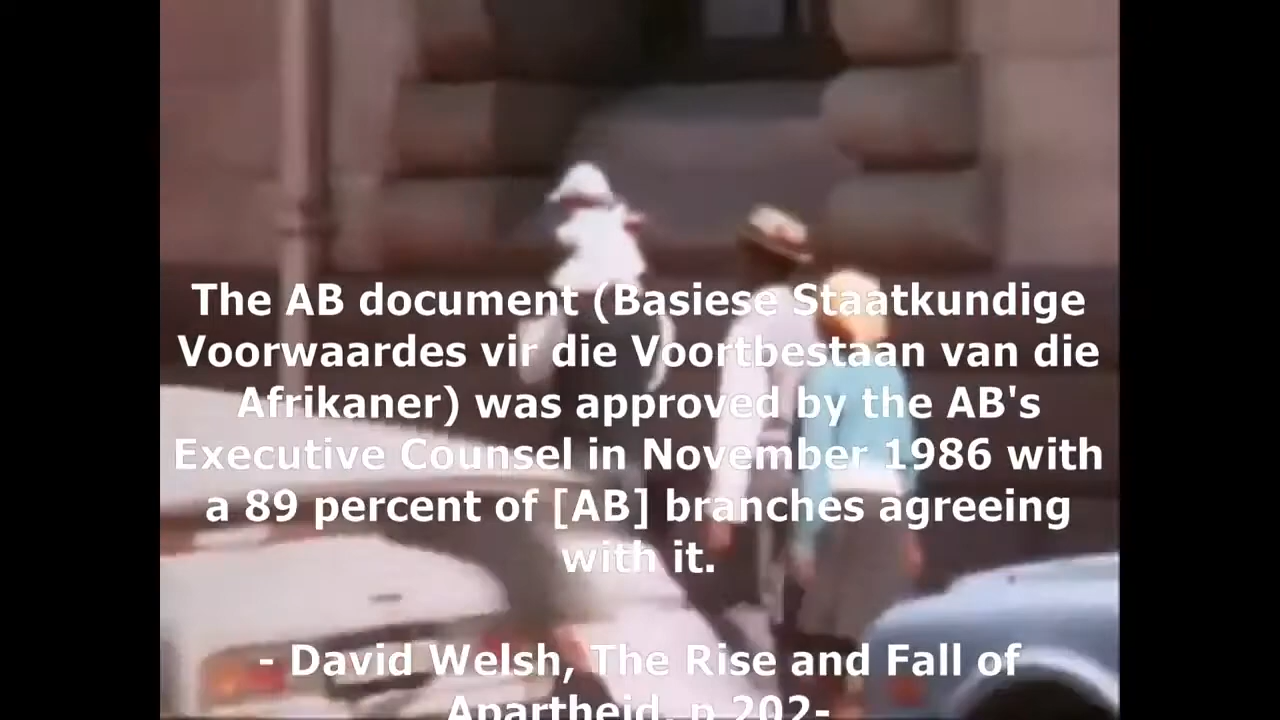 The AB document (Basiese Staatkundige
Voorwaardes vir die Voortbestaan van die
Afrikaner) was approved by the AB's
Executive Counsel in November 1986 with
a 89 percent of [AB] branches agreeing
with it.
- David Welsh, The Rise and Fall of
Apartheid, p 202-